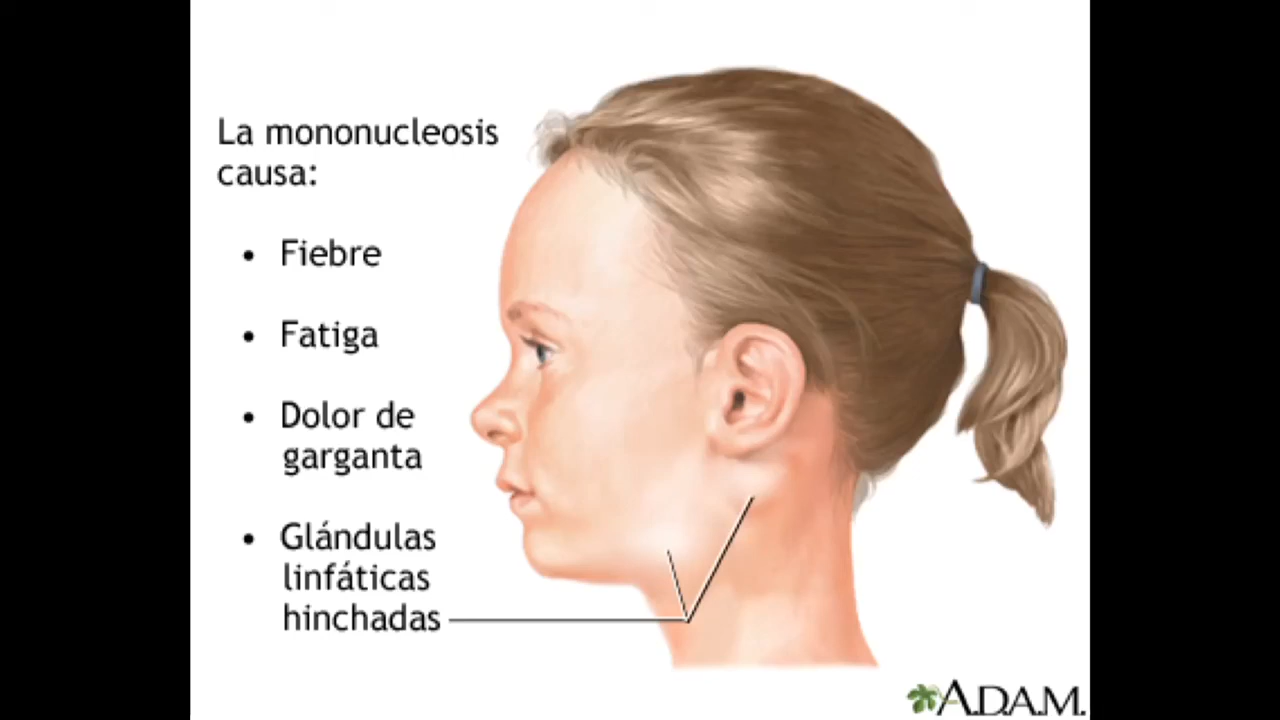 La mononucleosis
causa:
• Fiebre
• Fatiga
• Dolor de
garganta
• Glándulas
linfáticas
hinchadas
A.D.A.M.